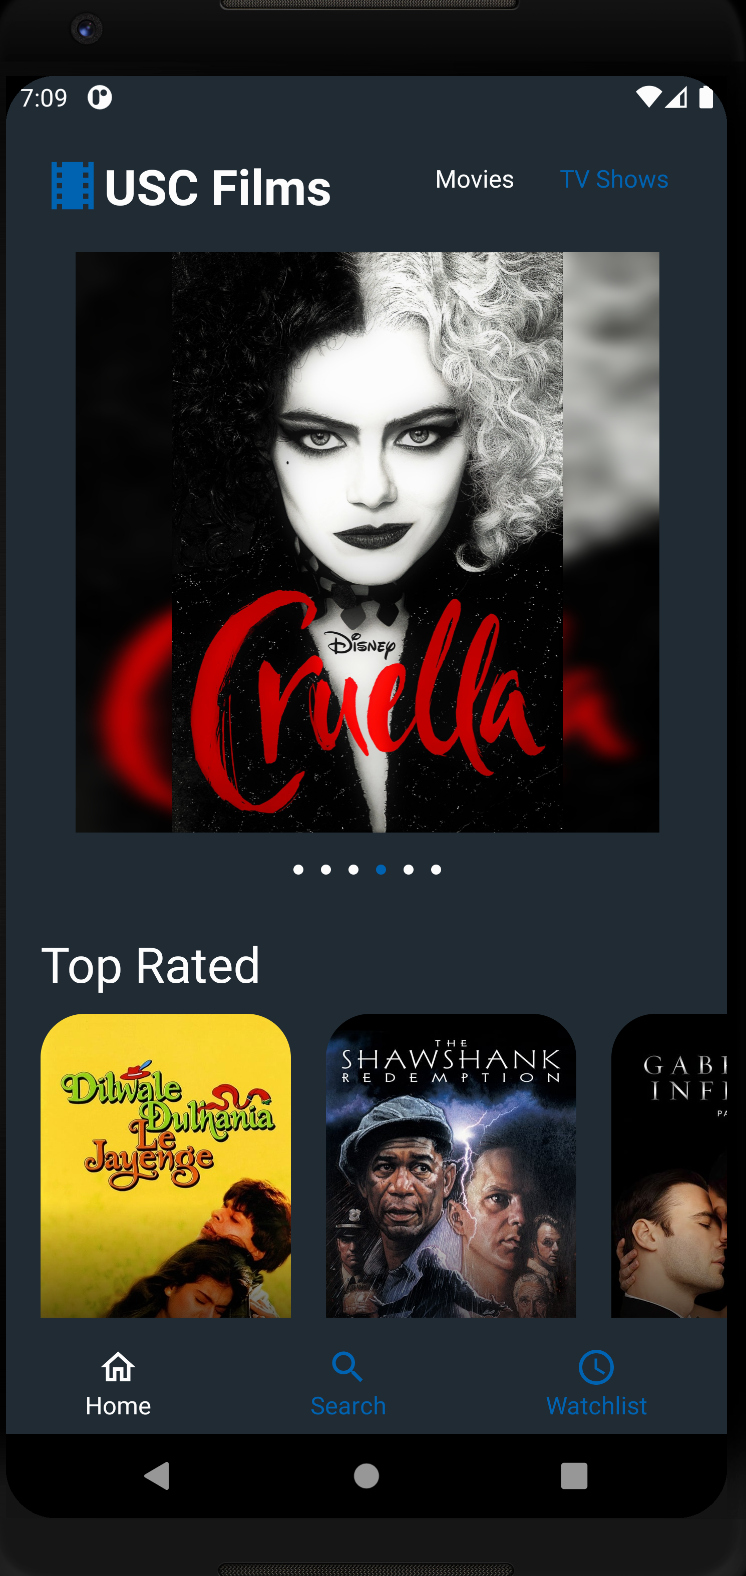 7:09
USC Films
Movies
TV Shows
Disney
Cruella
Top Rated
Dilwale
Dulhania
Le
Jayenge
THE
SHAWSHANK
REDEMPTION
Home
Search
Watchlist